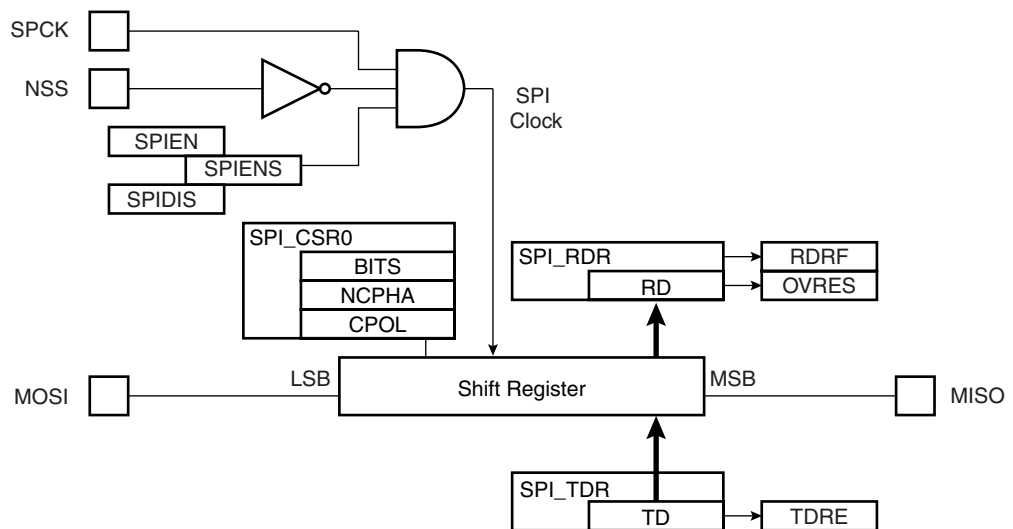 SPCK
NSS
SPI
Clock
SPIEN
SPIENS
SPIDIS
SPI_CSR0
BITS
NCPHA
CPOL
SPI_RDR
RD
RDRF
OVRES
MOSI
LSB
Shift Register
MSB
MISO
SPI_TDR
TD
TDRE